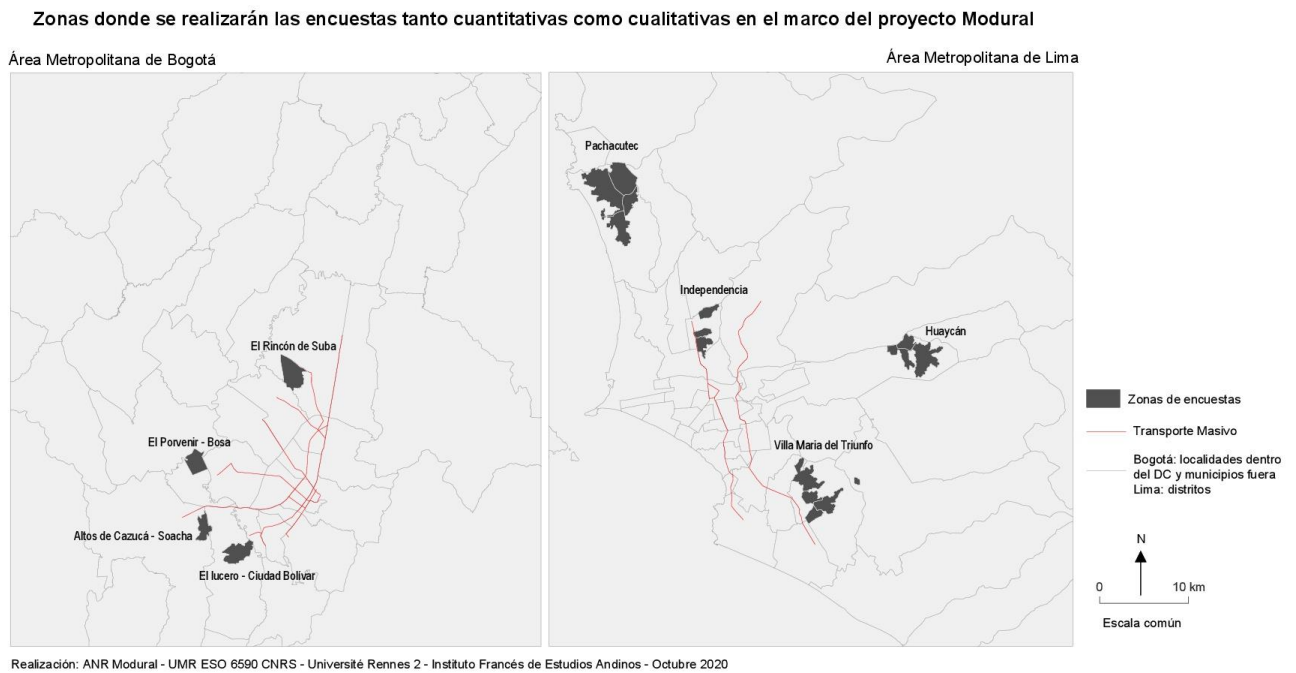 Zonas donde se realizarán las encuestas tanto cuantitativas como cualitativas en el marco del proyecto Modural
Área Metropolitana de Bogotá
El Rincón de Suba
El Porvenir - Bosa
Altos de Cazucá - Soacha
El lucero - Ciudad Bolívar
Área Metropolitana de Lima
Pachacutec
Independencia
Huaycán
Villa Maria del Triunfo
Zonas de encuestas
Transporte Masivo
Bogotá: localidades dentro
del DC y municipios fuera
Lima: distritos
N
0 10 km
Escala común
Realización: ANR Modural - UMR ESO 6590 CNRS - Université Rennes 2 - Instituto Francés de Estudios Andinos - Octubre 2020